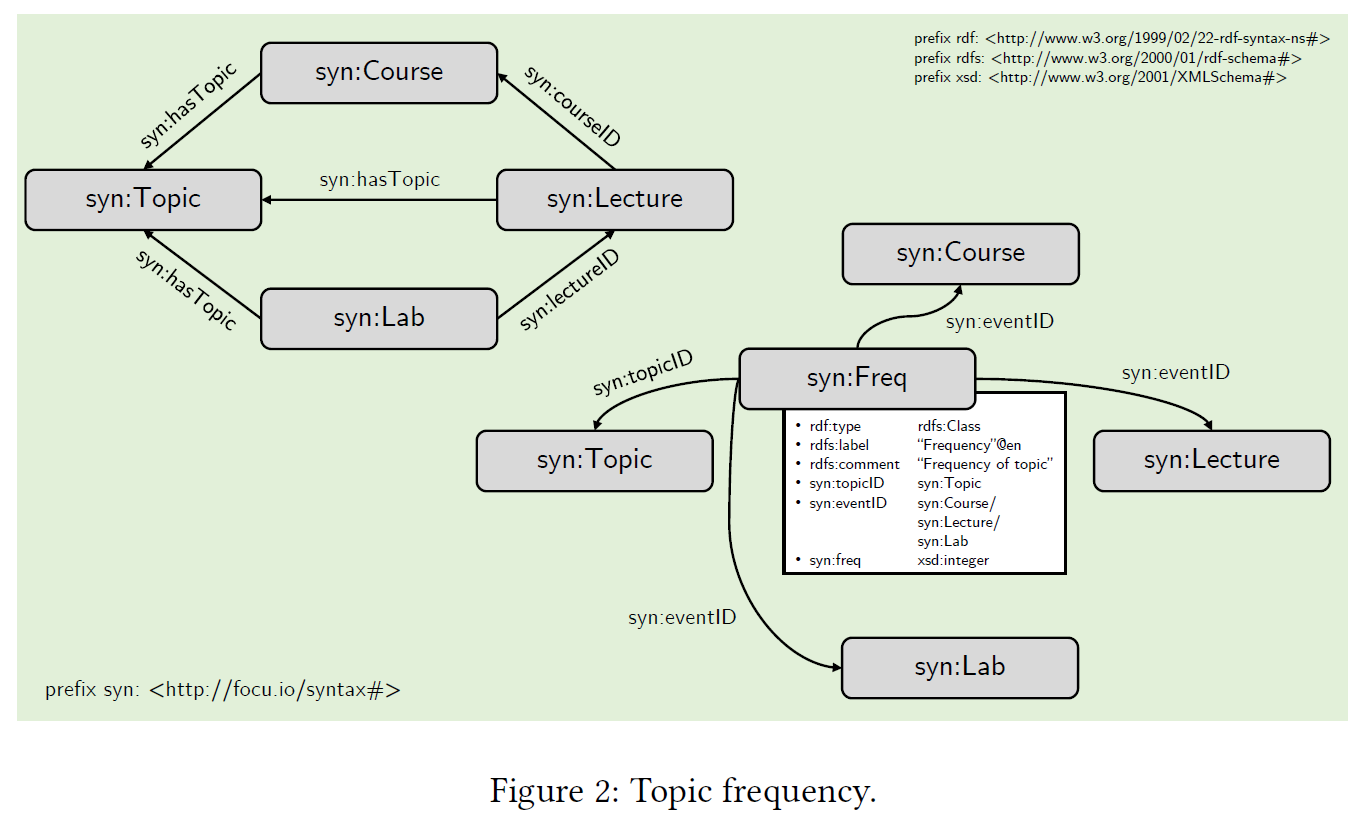 prefix rdf: <http://www.w3.org/1999/02/22-rdf-syntax-ns#>
prefix rdfs: <http://www.w3.org/2000/01/rdf-schema#>
prefix xsd: <http://www.w3.org/2001/XMLSchema#>
syn:Course
syn:hasTopic
syn:courseID
syn:Topic
syn:hasTopic
syn:Lecture
syn:hasTopic
syn:lectureID
syn:Lab
syn:Course
syn:eventID
syn:topicID
syn:Freq
syn:eventID
syn:Topic
syn:Lecture
• rdf:type rdfs:Class
• rdfs:label “Frequency”@en
• rdfs:comment “Frequency of topic”
• syn:topicID syn:Topic
• syn:eventID syn:Course/
syn:Lecture/
syn:Lab
• syn:freq xsd:integer
syn:eventID
syn:Lab
prefix syn: <http://focu.io/syntax#>
Figure 2: Topic frequency.